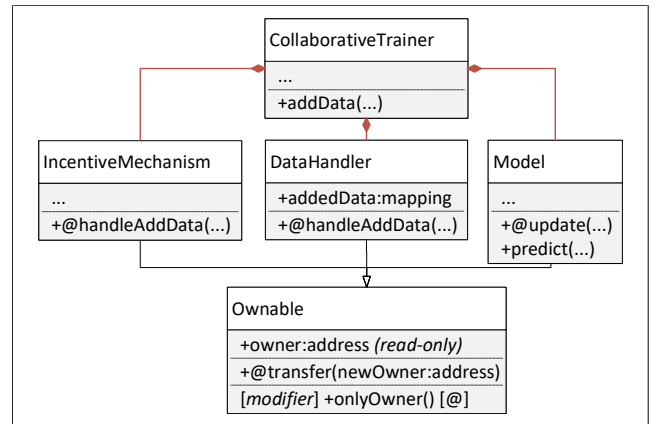 CollaborativeTrainer
...
+addData(...)
IncentiveMechanism
...
+@handleAddData(...)
DataHandler
+addedData:mapping
+@handleAddData(...)
Model
...
+@update(...)
+predict(...)
Ownable
+owner:address (read-only)
+@transfer(newOwner:address)
[modifier] +onlyOwner() [@]